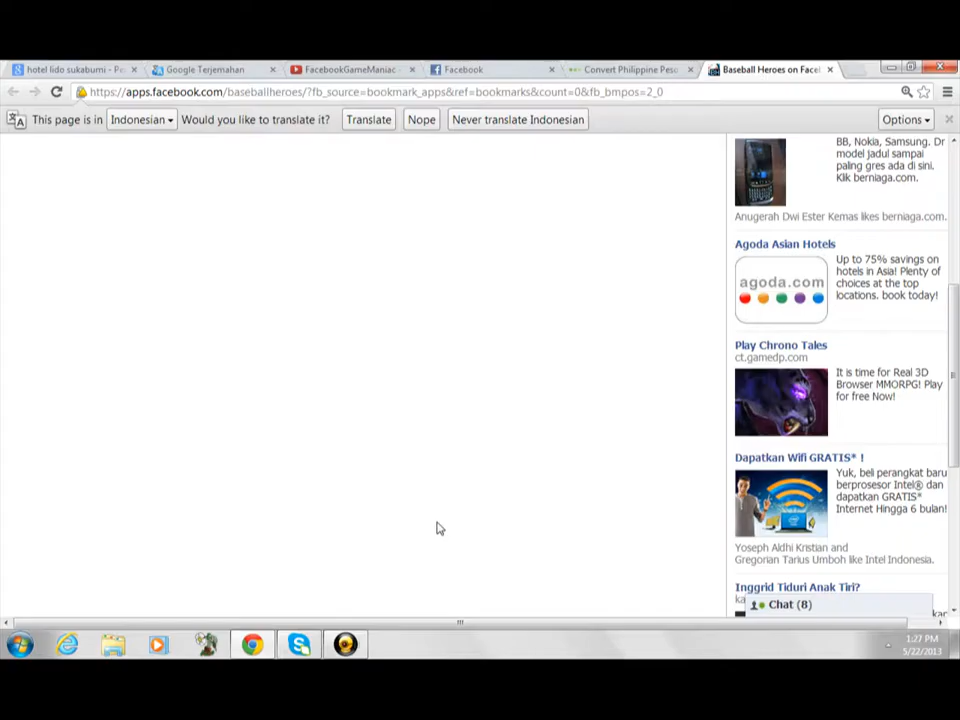 hotel lido sukabumi - Pe
Google Terjemahan
FacebookGameManiac
Facebook
Convert Philippine Peso
Baseball Heroes on Face
https://apps.facebook.com/baseballheroes/?fb_source=bookmark_apps&ref=bookmarks&count=0&fb_bmpos=2_0
This page is in Indonesian Would you like to translate it? Translate Nope Never translate Indonesian Options
BB, Nokia, Samsung. Dr
model jadul sampai
paling gres ada di sini.
Klik berniaga.com.
Anugerah Dwi Ester Kemas likes berniaga.com.
Agoda Asian Hotels
agoda.com
Up to 75% savings on
hotels in Asia! Plenty of
choices at the top
locations. book today!
Play Chrono Tales
ct.gamedp.com
It is time for Real 3D
Browser MMORPG! Play
for free Now!
Dapatkan Wifi GRATIS* !
Yuk, beli perangkat baru
berprosesor Intel® dan
dapatkan GRATIS*
Internet Hingga 6 bulan!
Yoseph Aldhi Kristian and
Gregorian Tarius Umboh like Intel Indonesia.
Inggrid Tiduri Anak Tiri?
Chat (8)
1:27 PM
5/22/2013